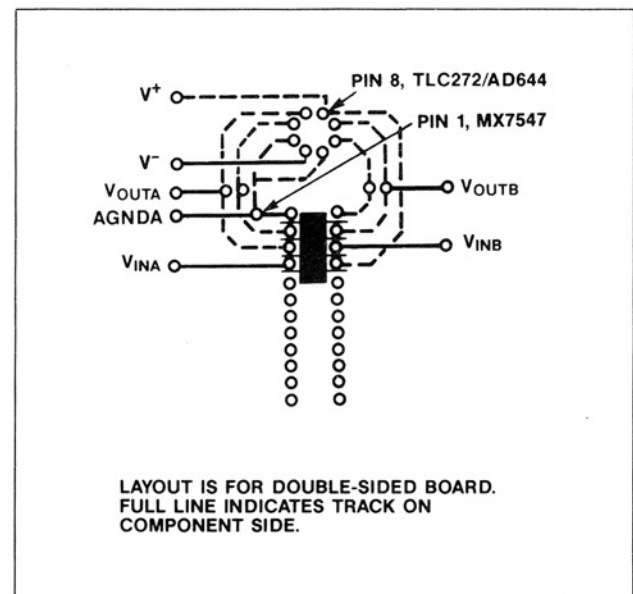 PIN 8, TLC272/AD644
V+
PIN 1, MX7547
V-
VOUTA
VOUTB
AGNDA
VINB
VINA
LAYOUT IS FOR DOUBLE-SIDED BOARD.
FULL LINE INDICATES TRACK ON
COMPONENT SIDE.